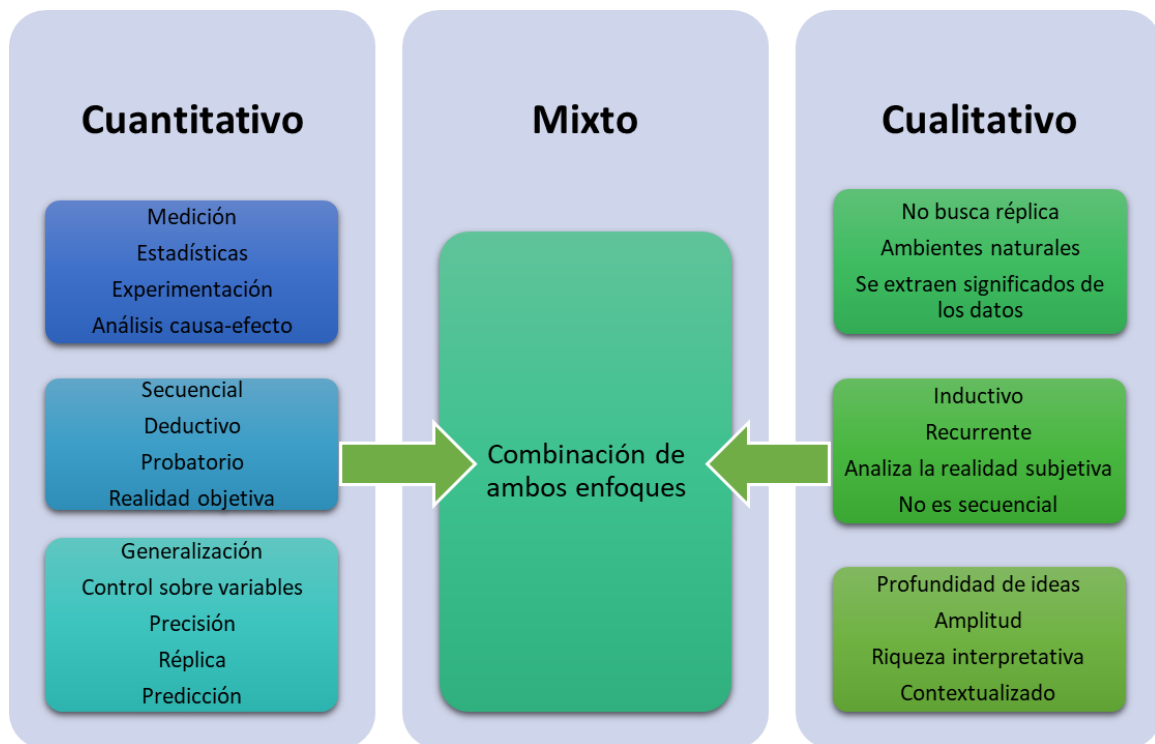 Cuantitativo
Medición
Estadísticas
Experimentación
Análisis causa-efecto
Secuencial
Deductivo
Probatorio
Realidad objetiva
Generalización
Control sobre variables
Precisión
Réplica
Predicción
Mixto
Combinación de
ambos enfoques
Cualitativo
No busca réplica
Ambientes naturales
Se extraen significados de
los datos
Inductivo
Recurrente
Analiza la realidad subjetiva
No es secuencial
Profundidad de ideas
Amplitud
Riqueza interpretativa
Contextualizado